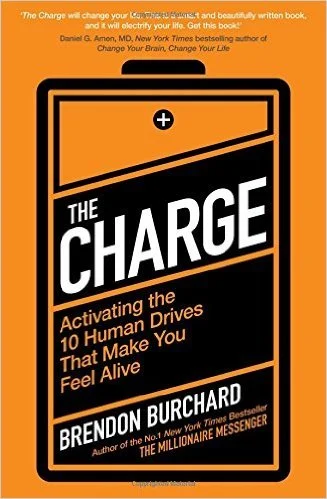 'The Charge will change your and beautifully written book,
and it will electrify your life. Get this book!'
Daniel G. Amen, MD, New York Times bestselling author of
Change Your Brain, Change Your Life
+
THE
CHARGE
Activating the
10 Human Drives
That Make You
Feel Alive
BRENDON BURCHARD
Author of the No.1 New York Times Bestseller
THE MILLIONAIRE MESSENGER